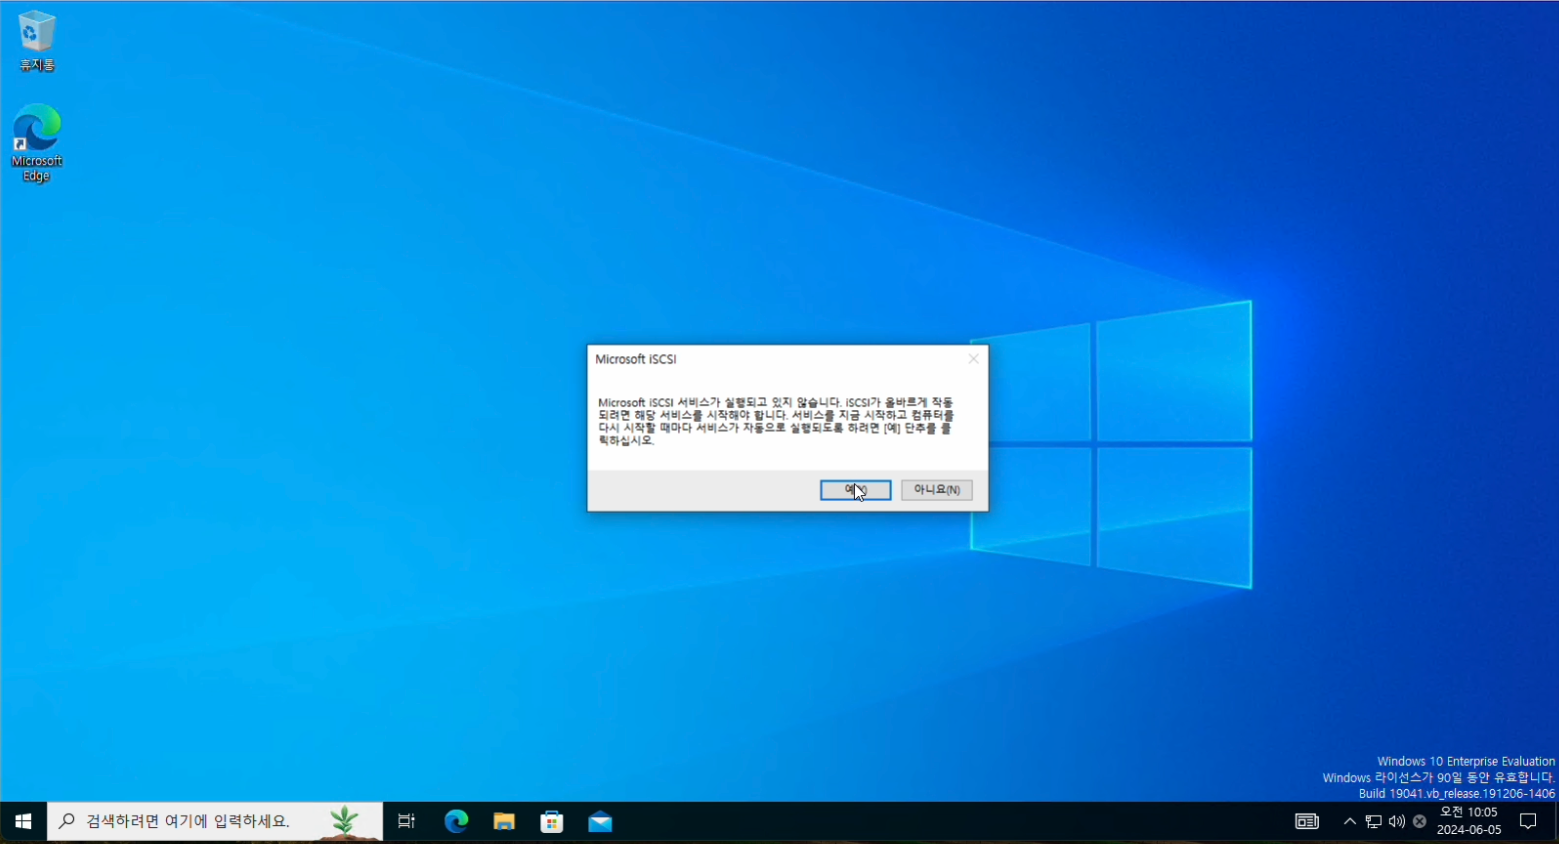 휴지통
Microsoft
Edge
Microsoft iSCSI
Microsoft iSCSI 서비스가 실행되고 있지 않습니다. iSCSI가 올바르게 작동
되려면 해당 서비스를 시작해야 합니다. 서비스를 지금 시작하고 컴퓨터를
다시 시작할 때마다 서비스가 자동으로 실행되도록 하려면 [예] 단추를 클
릭하십시오.
아니요(N)
Windows 10 Enterprise Evaluation
Windows 라이선스가 90일 동안 유효합니다.
Build 19041.vb_release.191206-1406
검색하려면 여기에 입력하세요.
오전 10:05
2024-06-05